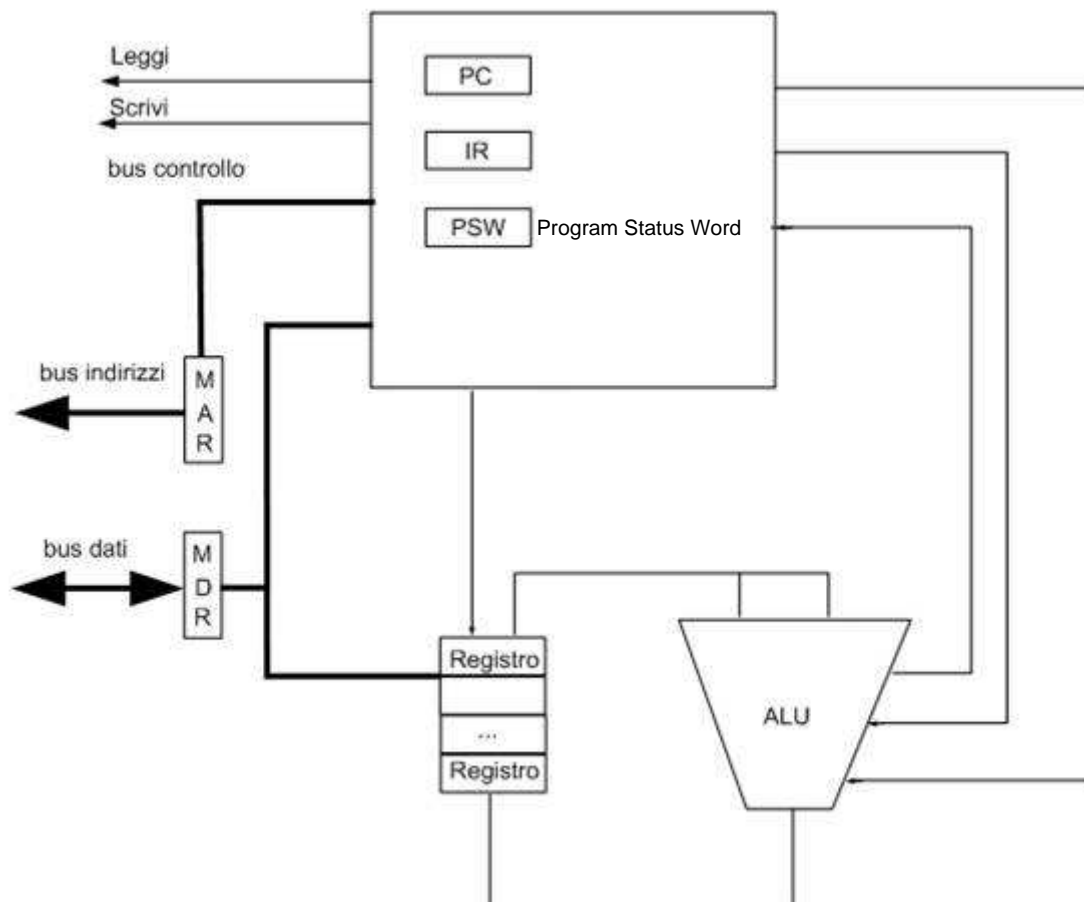 Leggi
PC
Scrivi
IR
bus controllo
PSW Program Status Word
bus indirizzi
M
A
R
bus dati
M
D
R
Registro
ALU
...
Registro